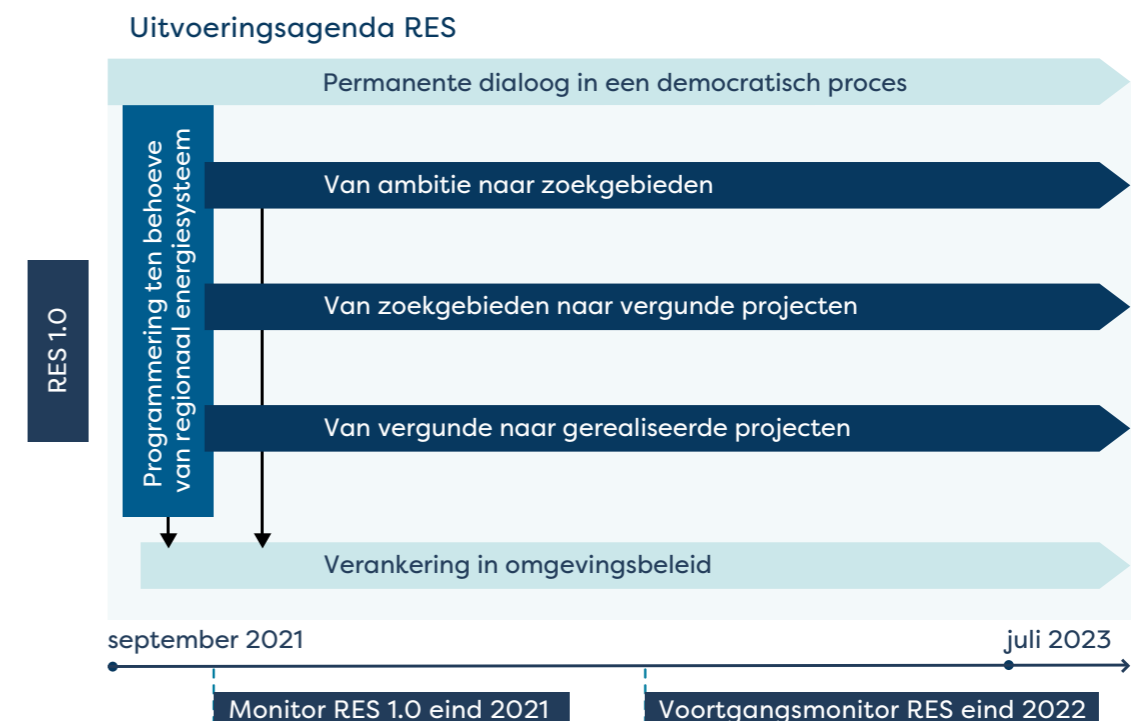 Uitvoeringsagenda RES
Permanente dialoog in een democratisch proces
Programmering ten behoeve
van regionaal energiesysteem
Van ambitie naar zoekgebieden
Van zoekgebieden naar vergunde projecten
RES 1.0
Van vergunde naar gerealiseerde projecten
Verankering in omgevingsbeleid
september 2021
juli 2023
Monitor RES 1.0 eind 2021
Voortgangsmonitor RES eind 2022